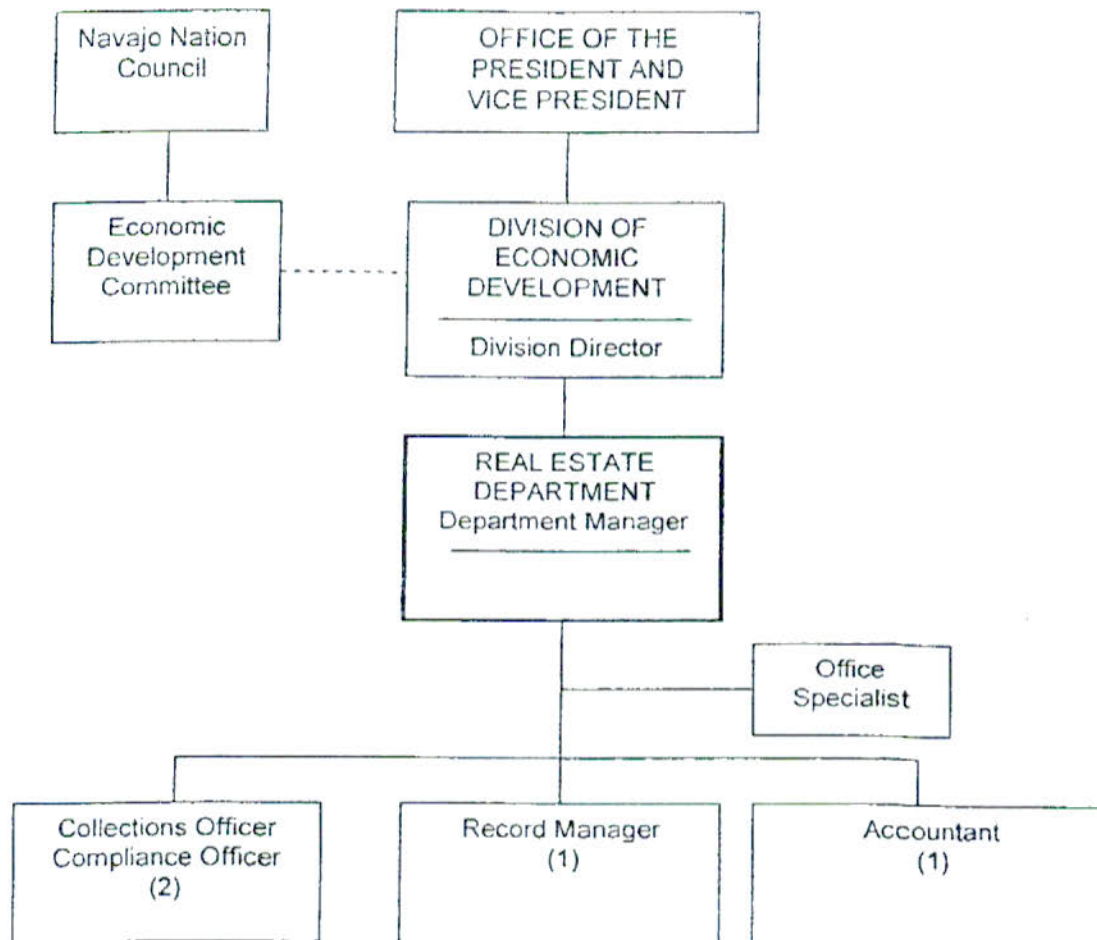 Navajo Nation
Council
OFFICE OF THE
PRESIDENT AND
VICE PRESIDENT
Economic
Development
Committee
DIVISION OF
ECONOMIC
DEVELOPMENT
Division Director
REAL ESTATE
DEPARTMENT
Department Manager
Office
Specialist
Collections Officer
Compliance Officer
(2)
Record Manager
(1)
Accountant
(1)